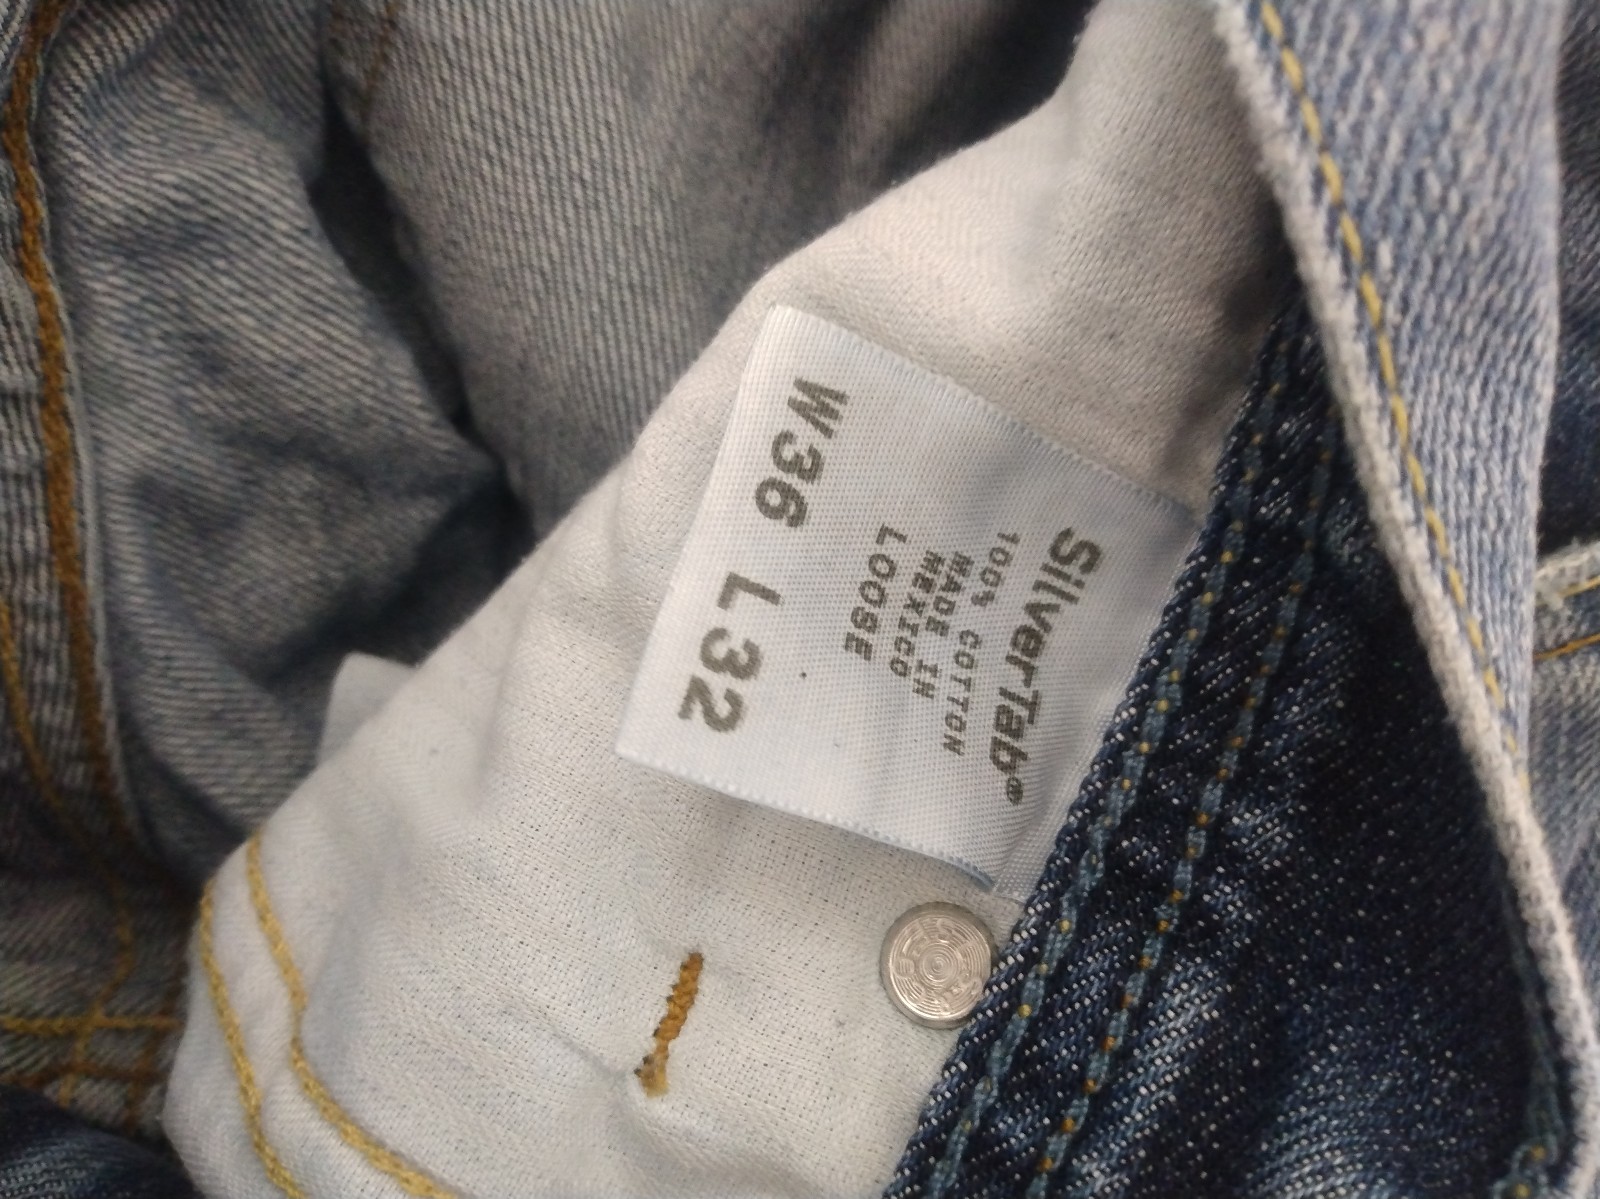 SilverTab®
100% COTTON
MADE IN
MEXICO
LOOSE
W36 L32